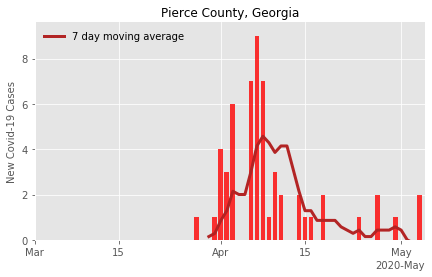 Pierce County, Georgia
7 day moving average
New Covid-19 Cases
8
6
4
2
0
Mar 15 Apr 15 May
2020-May